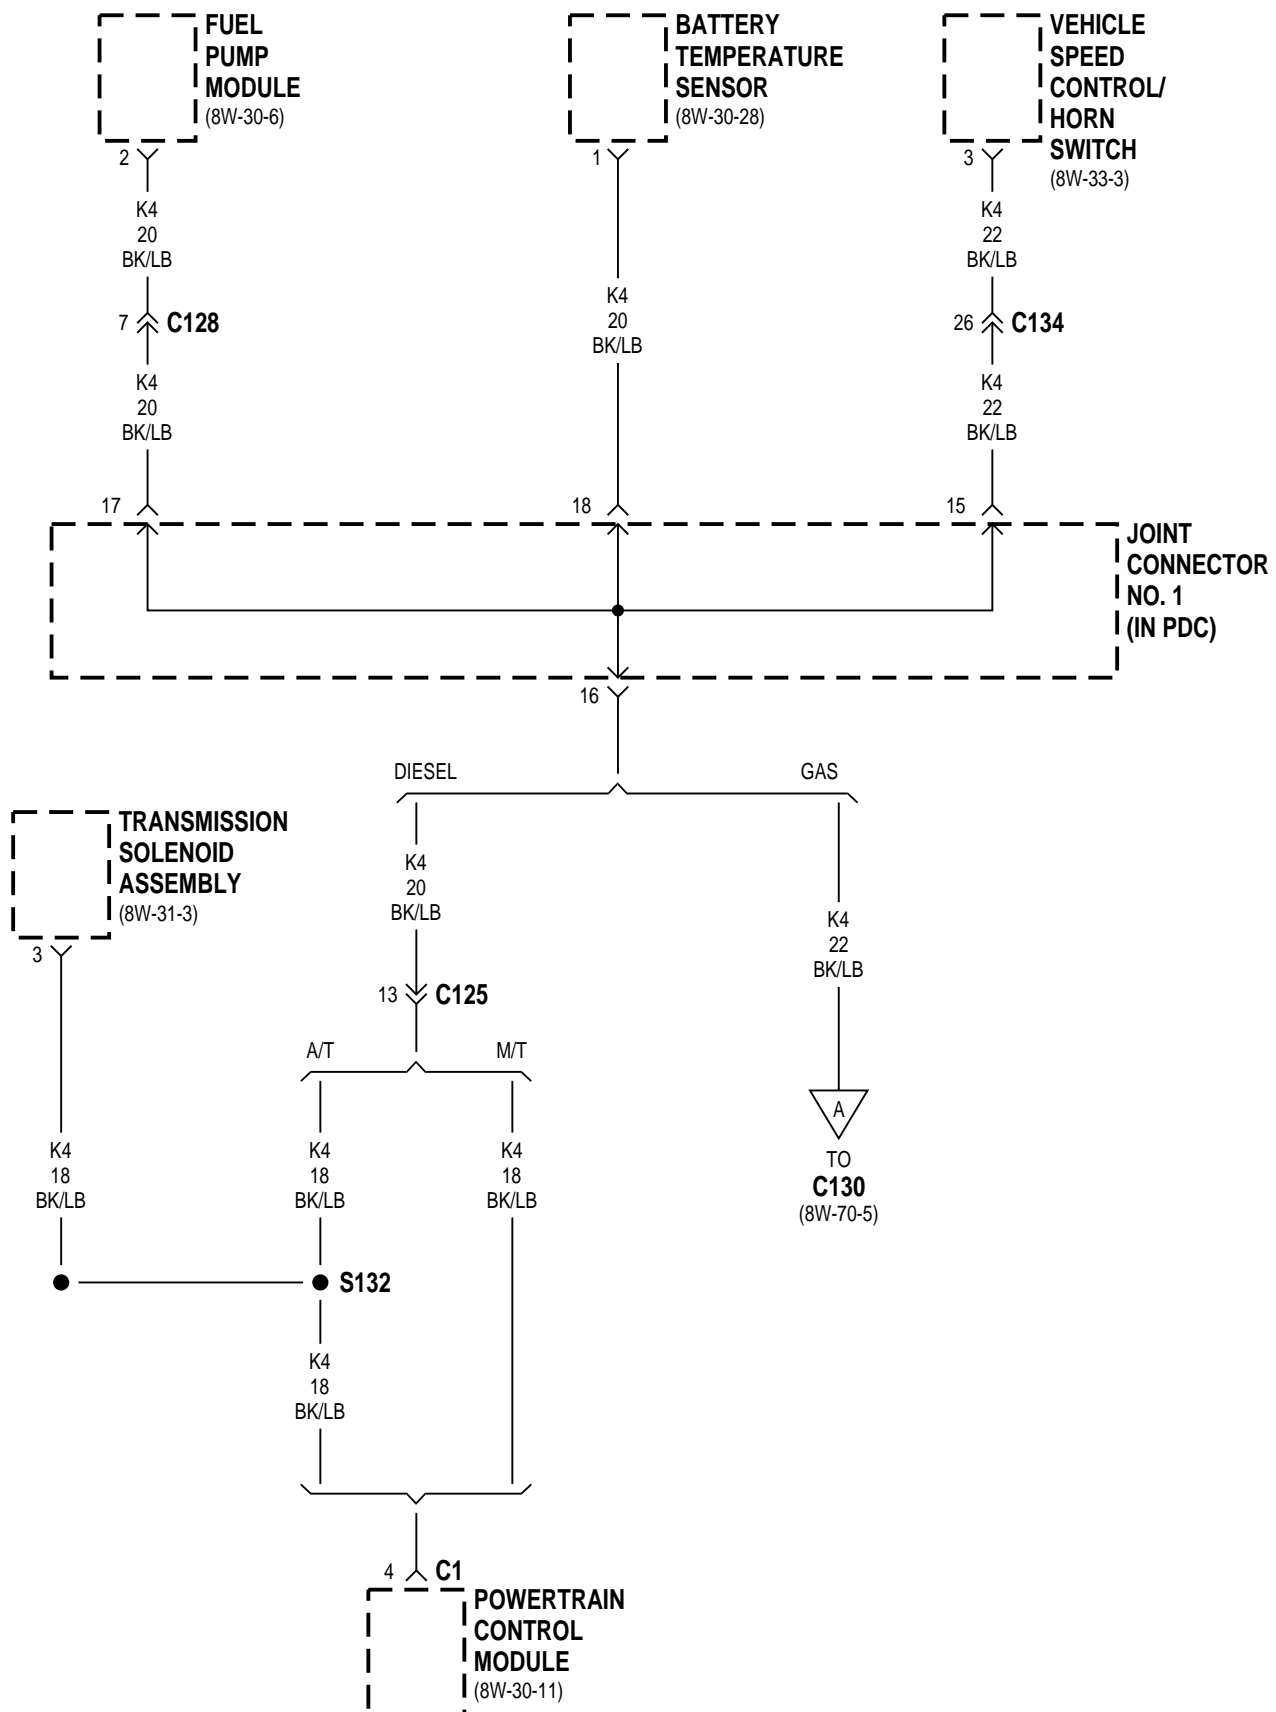 FUEL
PUMP
MODULE
(8W-30-6)
BATTERY
TEMPERATURE
SENSOR
(8W-30-28)
VEHICLE
SPEED
CONTROL/
HORN
SWITCH
(8W-33-3)
2
1
3
K4
20
BK/LB
K4
22
BK/LB
K4
20
BK/LB
7 C128
26 C134
K4
20
BK/LB
K4
22
BK/LB
17
18
15
JOINT
CONNECTOR
NO. 1
(IN PDC)
16
DIESEL
GAS
TRANSMISSION
SOLENOID
ASSEMBLY
(8W-31-3)
3
K4
20
BK/LB
K4
22
BK/LB
13 C125
A/T
M/T
A
TO
C130
(8W-70-5)
K4
18
BK/LB
K4
18
BK/LB
K4
18
BK/LB
S132
K4
18
BK/LB
4 C1
POWERTRAIN
CONTROL
MODULE
(8W-30-11)